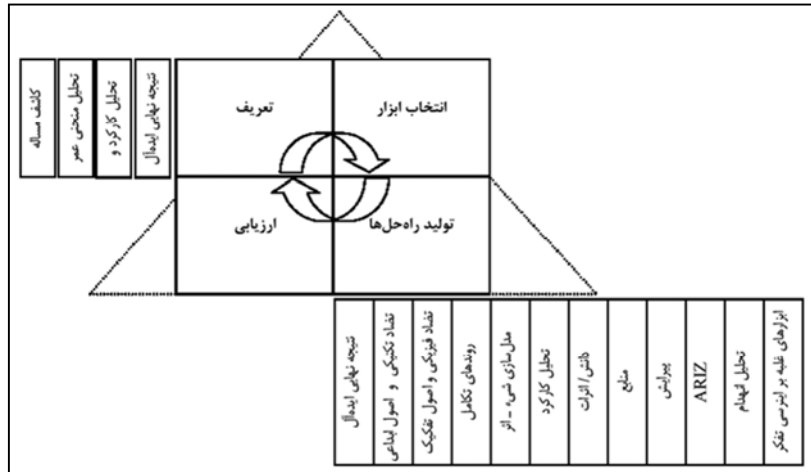 کاشف مساله
تحلیل منحنی عمر
تحلیل کارکرد و
نتیجه نهایی ایده‌آل
تعریف
انتخاب ابزار
ارزیابی
تولید راه‌حل‌ها
نتیجه نهایی ایده‌آل
تضاد تکنیکی و اصول ابداعی
تضاد فیزیکی و اصول تفکیک
روندهای تکامل
مدل‌سازی شیء - اثر
تحلیل کارکرد
دانش/ اثرات
منابع
پیرایش
ARIZ
تحلیل انهدام
ابزارهای غلبه بر اینرسی تفکر